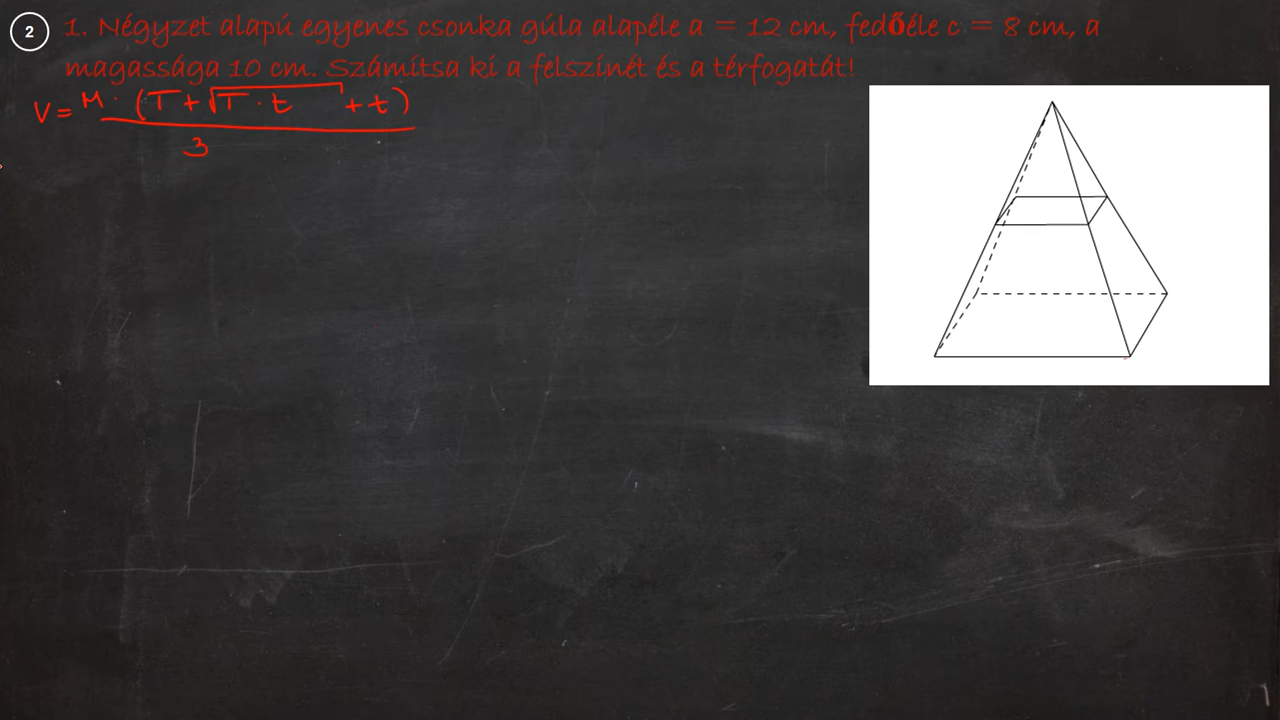 2
1. Négyzet alapú egyenes csonka gúla alapéle a = 12 cm, fedőéle c = 8 cm, a
magassága 10 cm. Számítsa ki a felszínét és a térfogatát!
V = M · (T + √T · t + t)
3